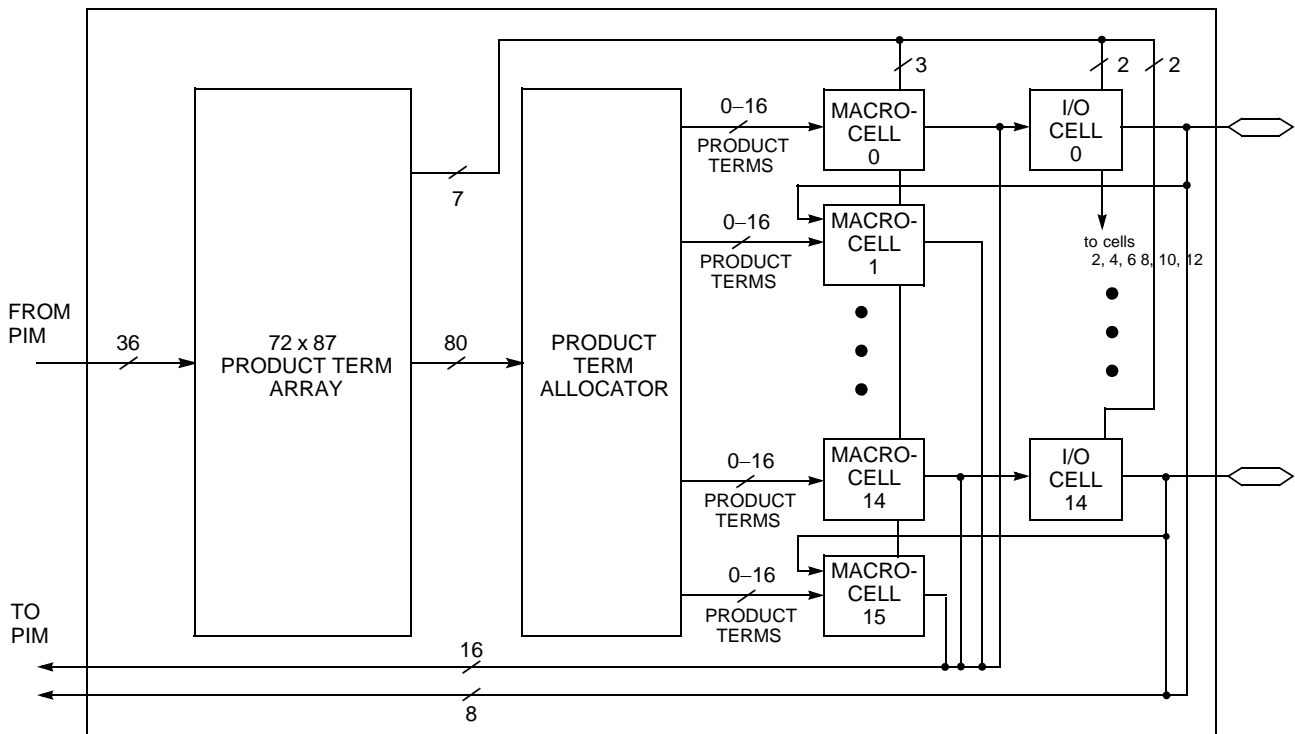 3
2
2
MACRO-
CELL
0
I/O
CELL
0
0–16
PRODUCT
TERMS
7
0–16
PRODUCT
TERMS
MACRO-
CELL
1
to cells
2, 4, 6 8, 10, 12
FROM
PIM
36
72 x 87
PRODUCT TERM
ARRAY
80
PRODUCT
TERM
ALLOCATOR
0–16
PRODUCT
TERMS
MACRO-
CELL
14
I/O
CELL
14
0–16
PRODUCT
TERMS
MACRO-
CELL
15
TO
PIM
16
8